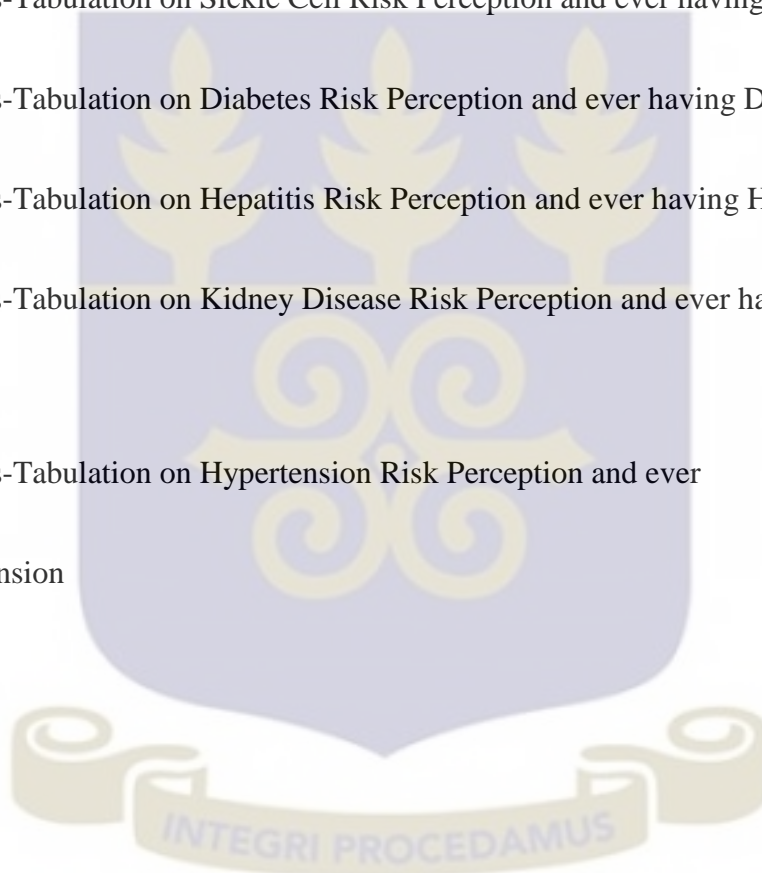 s-Tabulation on Sickle Cell Risk Perception and ever having
s-Tabulation on Diabetes Risk Perception and ever having D
s-Tabulation on Hepatitis Risk Perception and ever having H
s-Tabulation on Kidney Disease Risk Perception and ever ha
s-Tabulation on Hypertension Risk Perception and ever
nsion
INTEGRI PROCEDAMUS